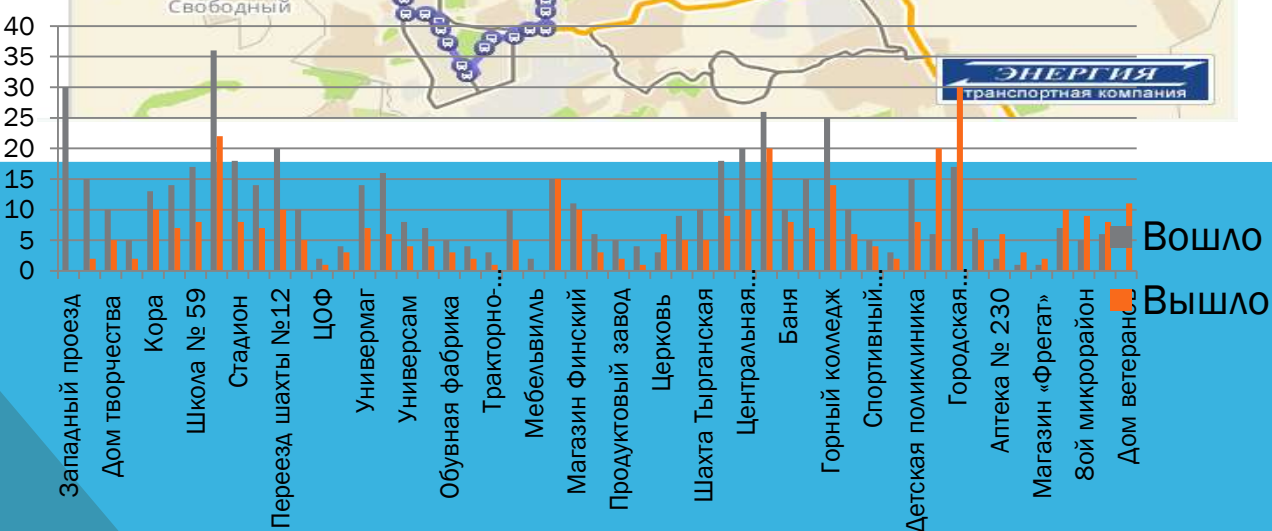 Свободный
ЭНЕРГИЯ
транспортная компания
40
35
30
25
20
15
10
5
0
Вошло
Вышло
Западный проезд
Дом творчества
Кора
Школа № 59
Стадион
Переезд шахты №12
ЦОФ
Универмаг
Универсам
Обувная фабрика
Тракторно-...
Мебельвилль
Магазин Финский
Продуктовый завод
Церковь
Шахта Тырганская
Центральная...
Баня
Горный колледж
Спортивный...
Детская поликлиника
Городская...
Аптека № 230
Магазин «Фрегат»
8ой микрорайон
Дом ветеранов